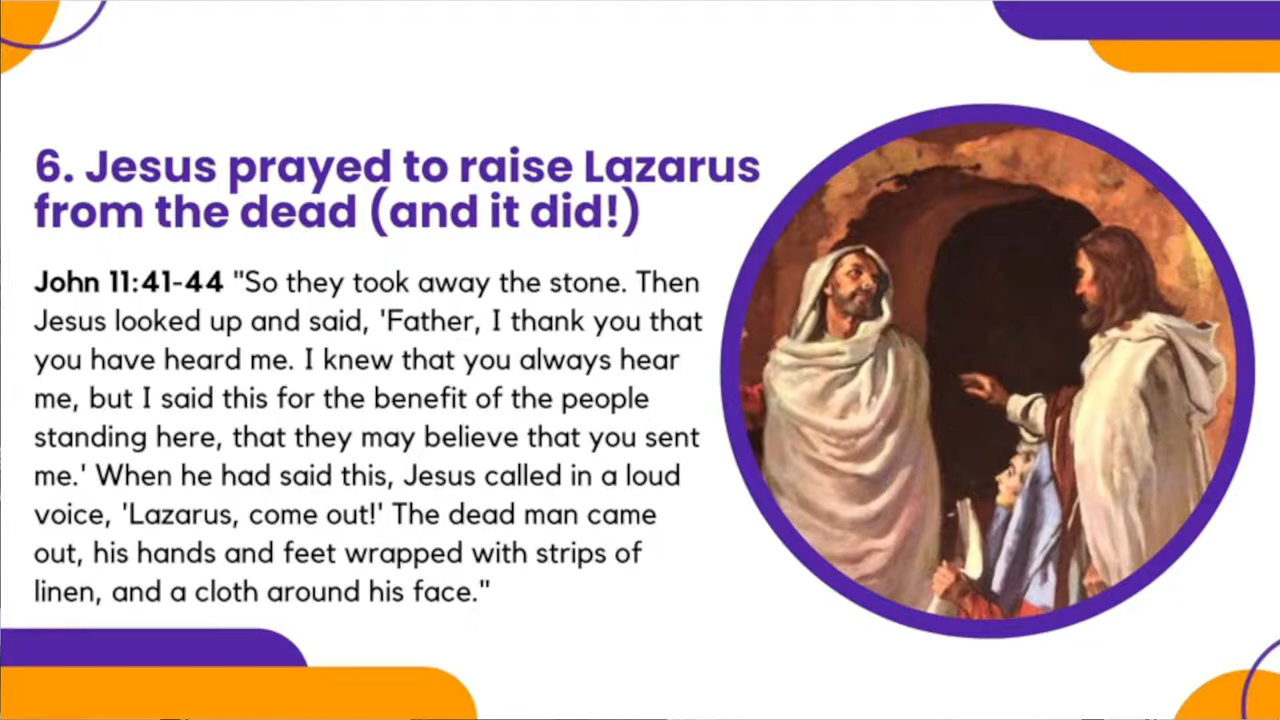 6. Jesus prayed to raise Lazarus
from the dead (and it did!)
John 11:41-44 "So they took away the stone. Then
Jesus looked up and said, 'Father, I thank you that
you have heard me. I knew that you always hear
me, but I said this for the benefit of the people
standing here, that they may believe that you sent
me.' When he had said this, Jesus called in a loud
voice, 'Lazarus, come out!' The dead man came
out, his hands and feet wrapped with strips of
linen, and a cloth around his face."